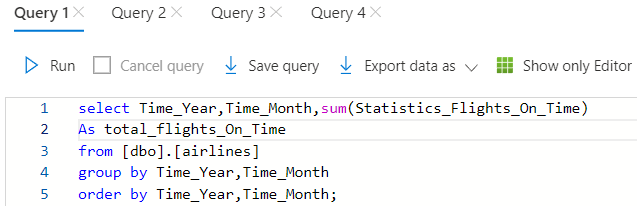 Query 1 Query 2 Query 3 Query 4
Run Cancel query Save query Export data as Show only Editor
1 select Time_Year,Time_Month,sum(Statistics_Flights_On_Time)
2 As total_flights_On_Time
3 from [dbo].[airlines]
4 group by Time_Year,Time_Month
5 order by Time_Year,Time_Month;